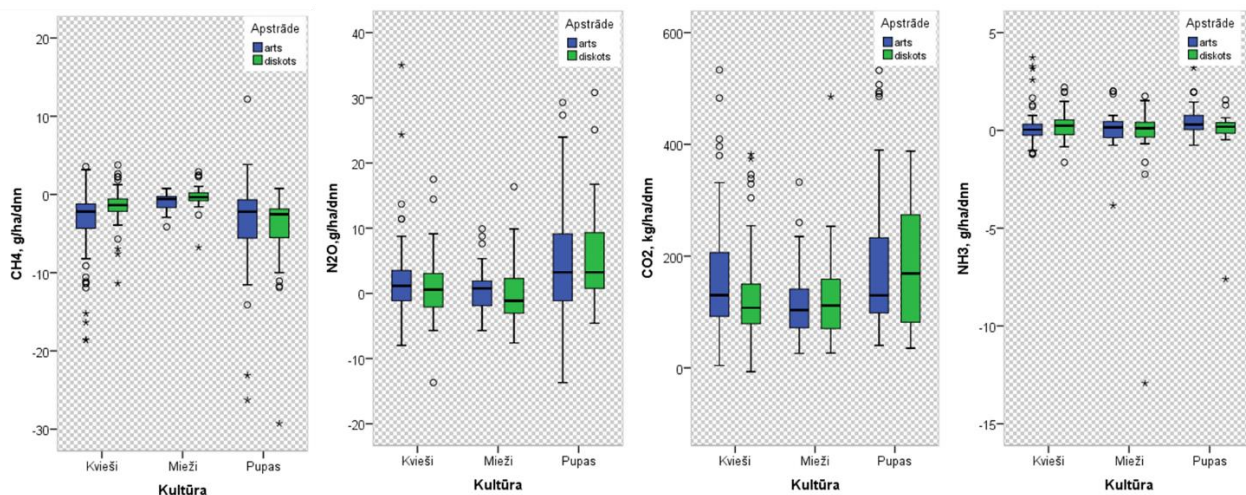 Apstrāde
arts
diskots
20
10
0
-10
-20
-30
CH4, g/ha/dnn
Kvieši
Mieži
Pupas
Kultūra
Apstrāde
arts
diskots
40
30
20
10
0
-10
-20
N2O,g/ha/dnn
Kvieši
Mieži
Pupas
Kultūra
Apstrāde
arts
diskots
600
400
200
0
CO2, kg/ha/dnn
Kvieši
Mieži
Pupas
Kultūra
Apstrāde
arts
diskots
5
0
-5
-10
-15
NH3, g/ha/dnn
Kvieši
Mieži
Pupas
Kultūra